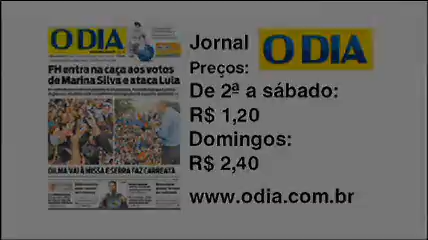 O DIA
FH entra na caça aos votos
de Marina Silva e ataca Lula
DILMA VAI À MISSA E SERRA FAZ CARREATA
Jornal O DIA
Preços:
De 2ª a sábado:
R$ 1,20
Domingos:
R$ 2,40
www.odia.com.br